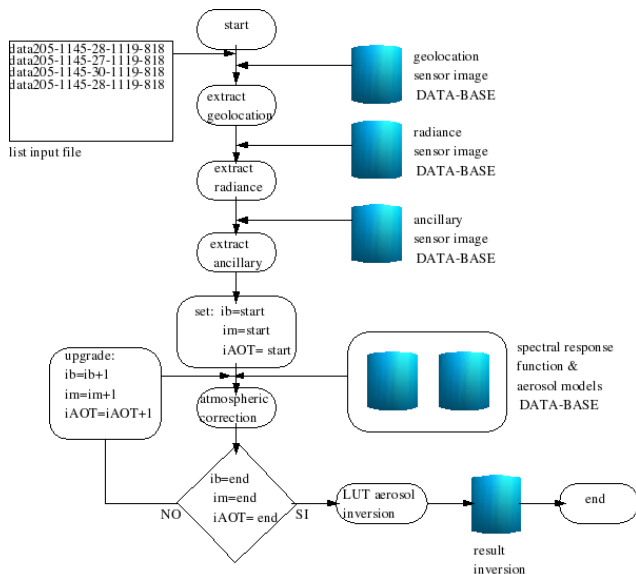 start
data205-1145-28-1119-818
data205-1145-27-1119-818
data205-1145-30-1119-818
data205-1145-28-1119-818
list input file
geolocation
sensor image
DATA-BASE
extract
geolocation
radiance
sensor image
DATA-BASE
extract
radiance
ancillary
sensor image
DATA-BASE
extract
ancillary
set: ib=start
im=start
iAOT= start
upgrade:
ib=ib+1
im=im+1
iAOT=iAOT+1
spectral response
function &
aerosol models
DATA-BASE
atmospheric
correction
ib=end
im=end
iAOT= end
NO
SI
LUT aerosol
inversion
result
inversion
end